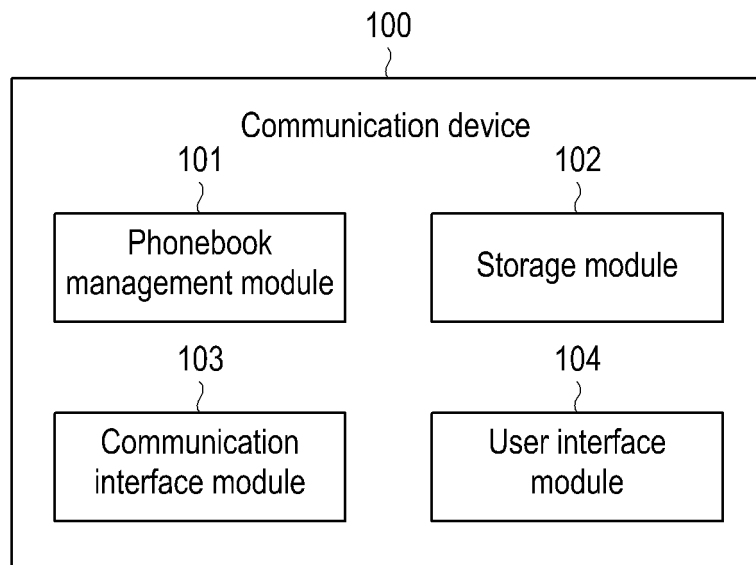 100
Communication device
101
102
Phonebook
management module
Storage module
103
104
Communication
interface module
User interface
module